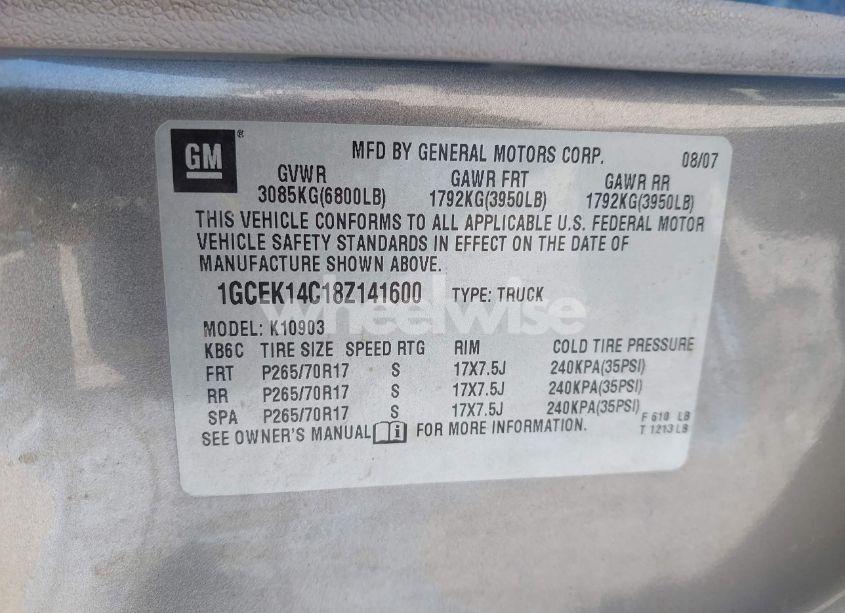 GM ® MFD BY GENERAL MOTORS CORP. 08/07
GVWR GAWR FRT GAWR RR
3085KG(6800LB) 1792KG(3950LB) 1792KG(3950LB)
THIS VEHICLE CONFORMS TO ALL APPLICABLE U.S. FEDERAL MOTOR
VEHICLE SAFETY STANDARDS IN EFFECT ON THE DATE OF
MANUFACTURE SHOWN ABOVE.
1GCEK14C18Z141600 TYPE: TRUCK
wheelwise
MODEL: K10903
KB6C TIRE SIZE SPEED RTG RIM COLD TIRE PRESSURE
FRT P265/70R17 S 17X7.5J 240KPA(35PSI)
RR P265/70R17 S 17X7.5J 240KPA(35PSI)
SPA P265/70R17 S 17X7.5J 240KPA(35PSI)
F 610 LB
SEE OWNER'S MANUAL i FOR MORE INFORMATION. T 1213 LB